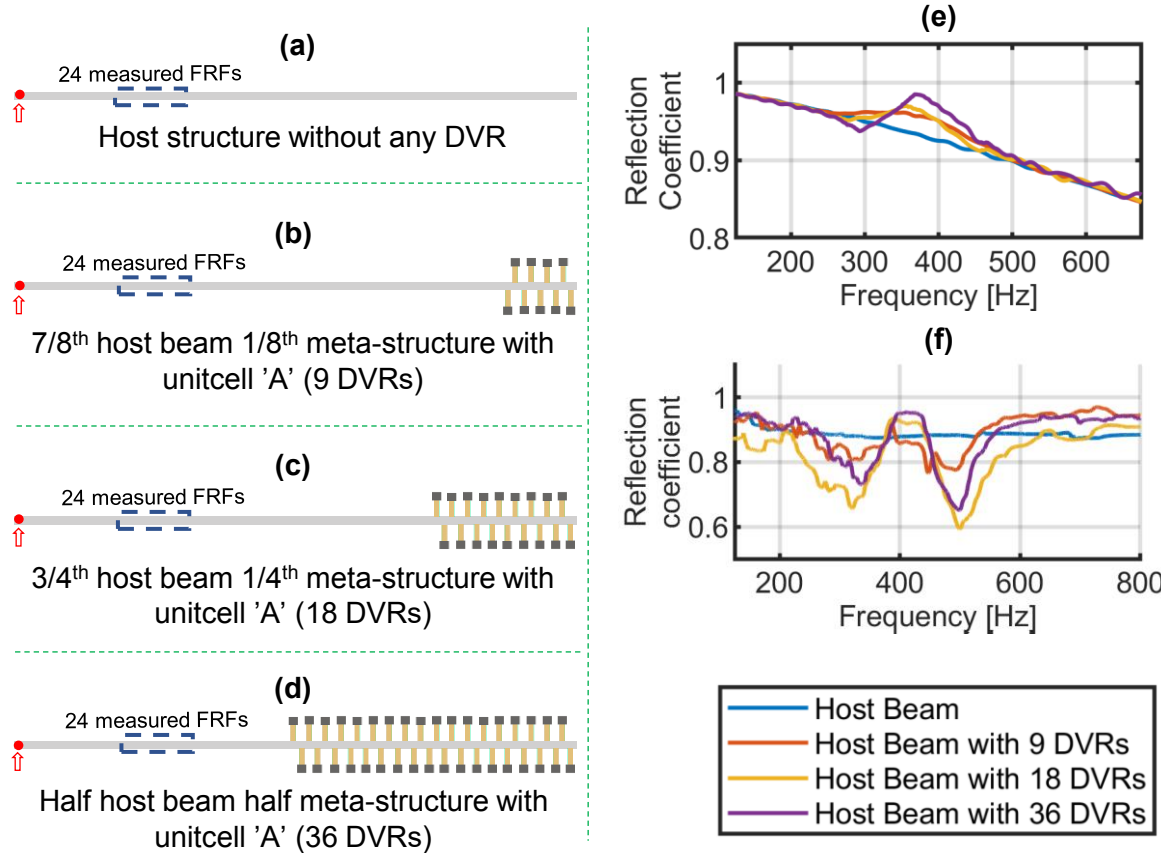 (a)
24 measured FRFs
Host structure without any DVR
(b)
24 measured FRFs
7/8th host beam 1/8th meta-structure with
unitcell 'A' (9 DVRs)
(c)
24 measured FRFs
3/4th host beam 1/4th meta-structure with
unitcell 'A' (18 DVRs)
(d)
24 measured FRFs
Half host beam half meta-structure with
unitcell 'A' (36 DVRs)
(e)
Reflection
Coefficient
1
0.9
0.8
200 300 400 500 600
Frequency [Hz]
(f)
Reflection
coefficient
1
0.8
0.6
200 400 600 800
Frequency [Hz]
Host Beam
Host Beam with 9 DVRs
Host Beam with 18 DVRs
Host Beam with 36 DVRs